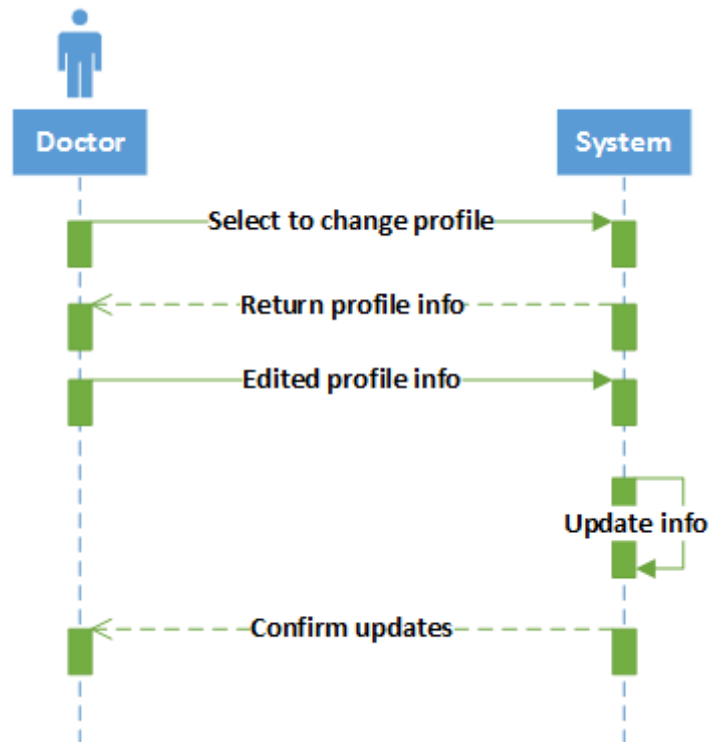 Doctor
System
Select to change profile
Return profile info
Edited profile info
Update info
Confirm updates